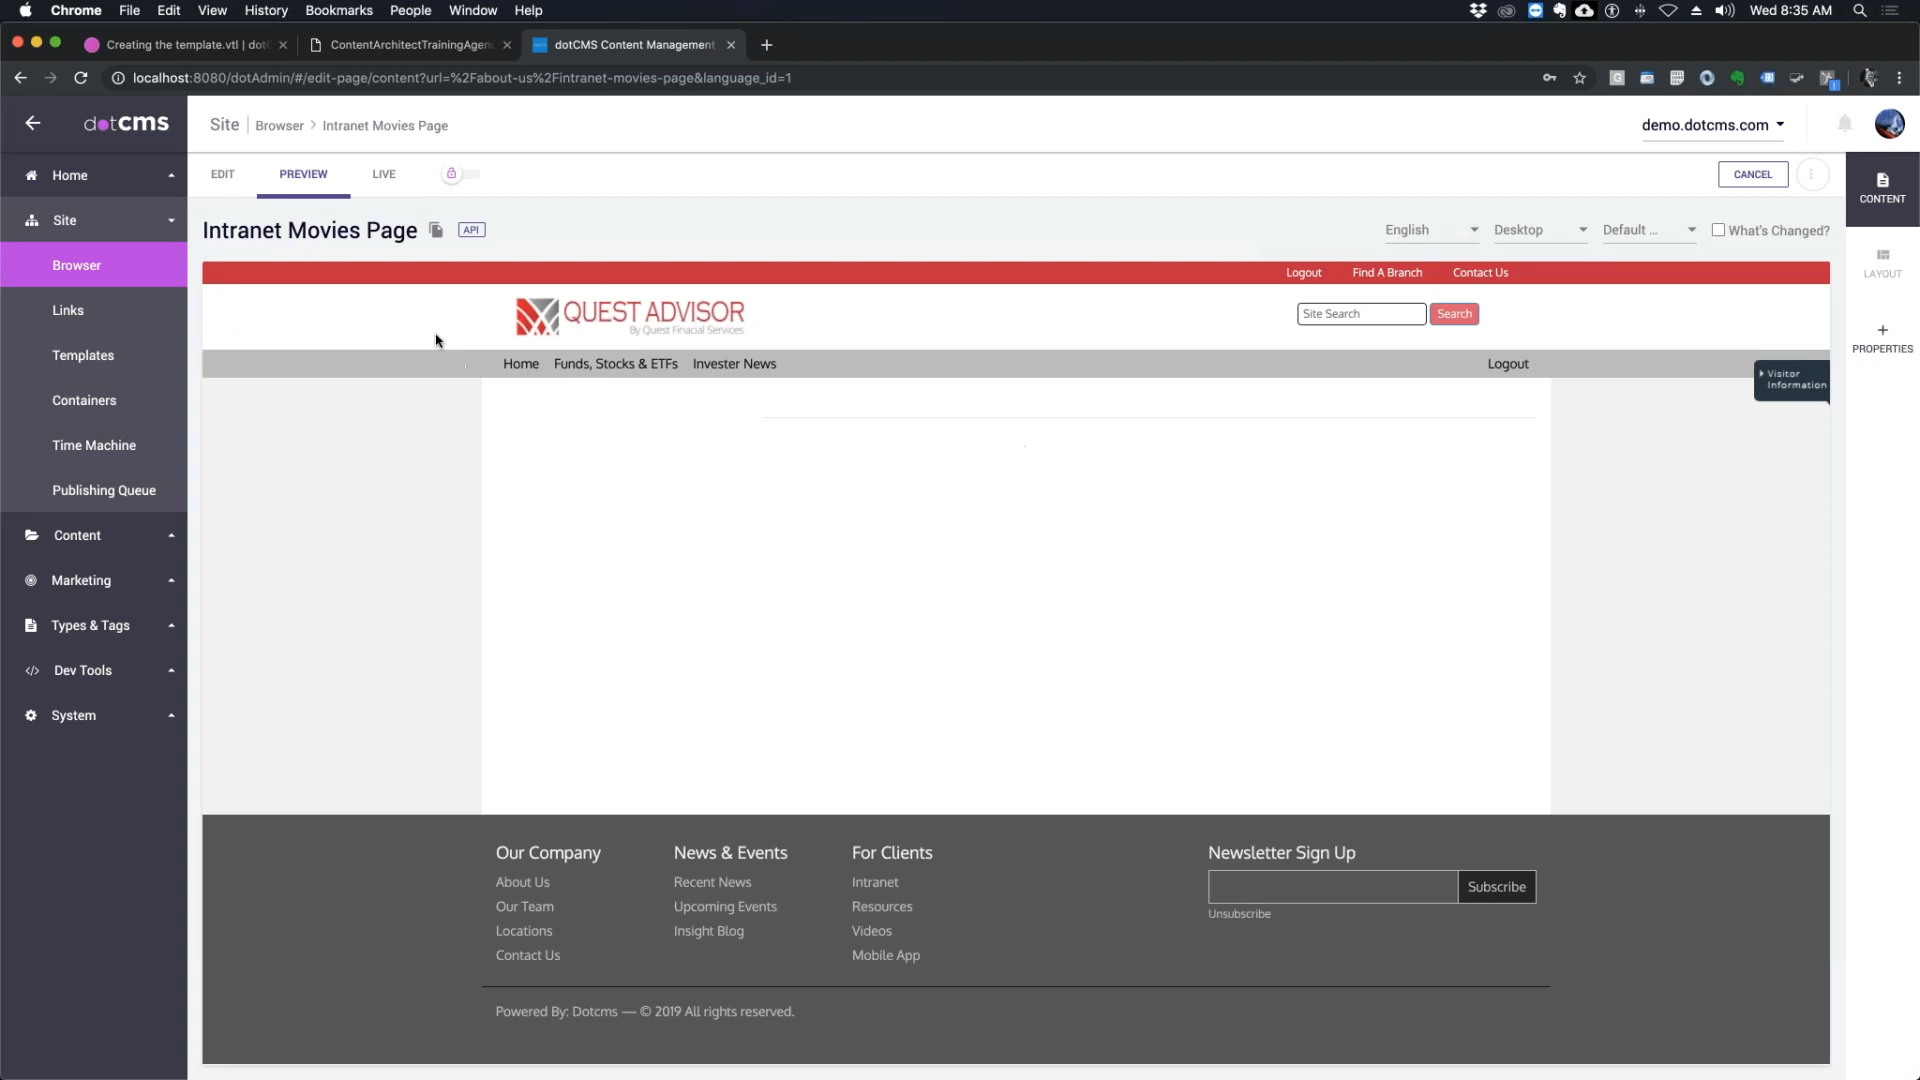 Chrome File Edit View History Bookmarks People Window Help Wed 8:35 AM
Creating the template.vtl | dot ContentArchitectTrainingAgen dotCMS Content Management
localhost:8080/dotAdmin/#/edit-page/content?url=%2Fabout-us%2Fintranet-movies-page&language_id=1
dotCMS Site Browser Intranet Movies Page demo.dotcms.com
Home
Site
Browser
Links
Templates
Containers
Time Machine
Publishing Queue
Content
Marketing
Types & Tags
Dev Tools
System
EDIT PREVIEW LIVE CANCEL
Intranet Movies Page API English Desktop Default ... What's Changed?
Logout Find A Branch Contact Us
QUEST ADVISOR
By Quest Finacial Services
Site Search Search
Home Funds, Stocks & ETFs Invester News Logout
Visitor
Information
CONTENT
LAYOUT
PROPERTIES
Our Company
About Us
Our Team
Locations
Contact Us
News & Events
Recent News
Upcoming Events
Insight Blog
For Clients
Intranet
Resources
Videos
Mobile App
Newsletter Sign Up
Subscribe
Unsubscribe
Powered By: Dotcms — © 2019 All rights reserved.